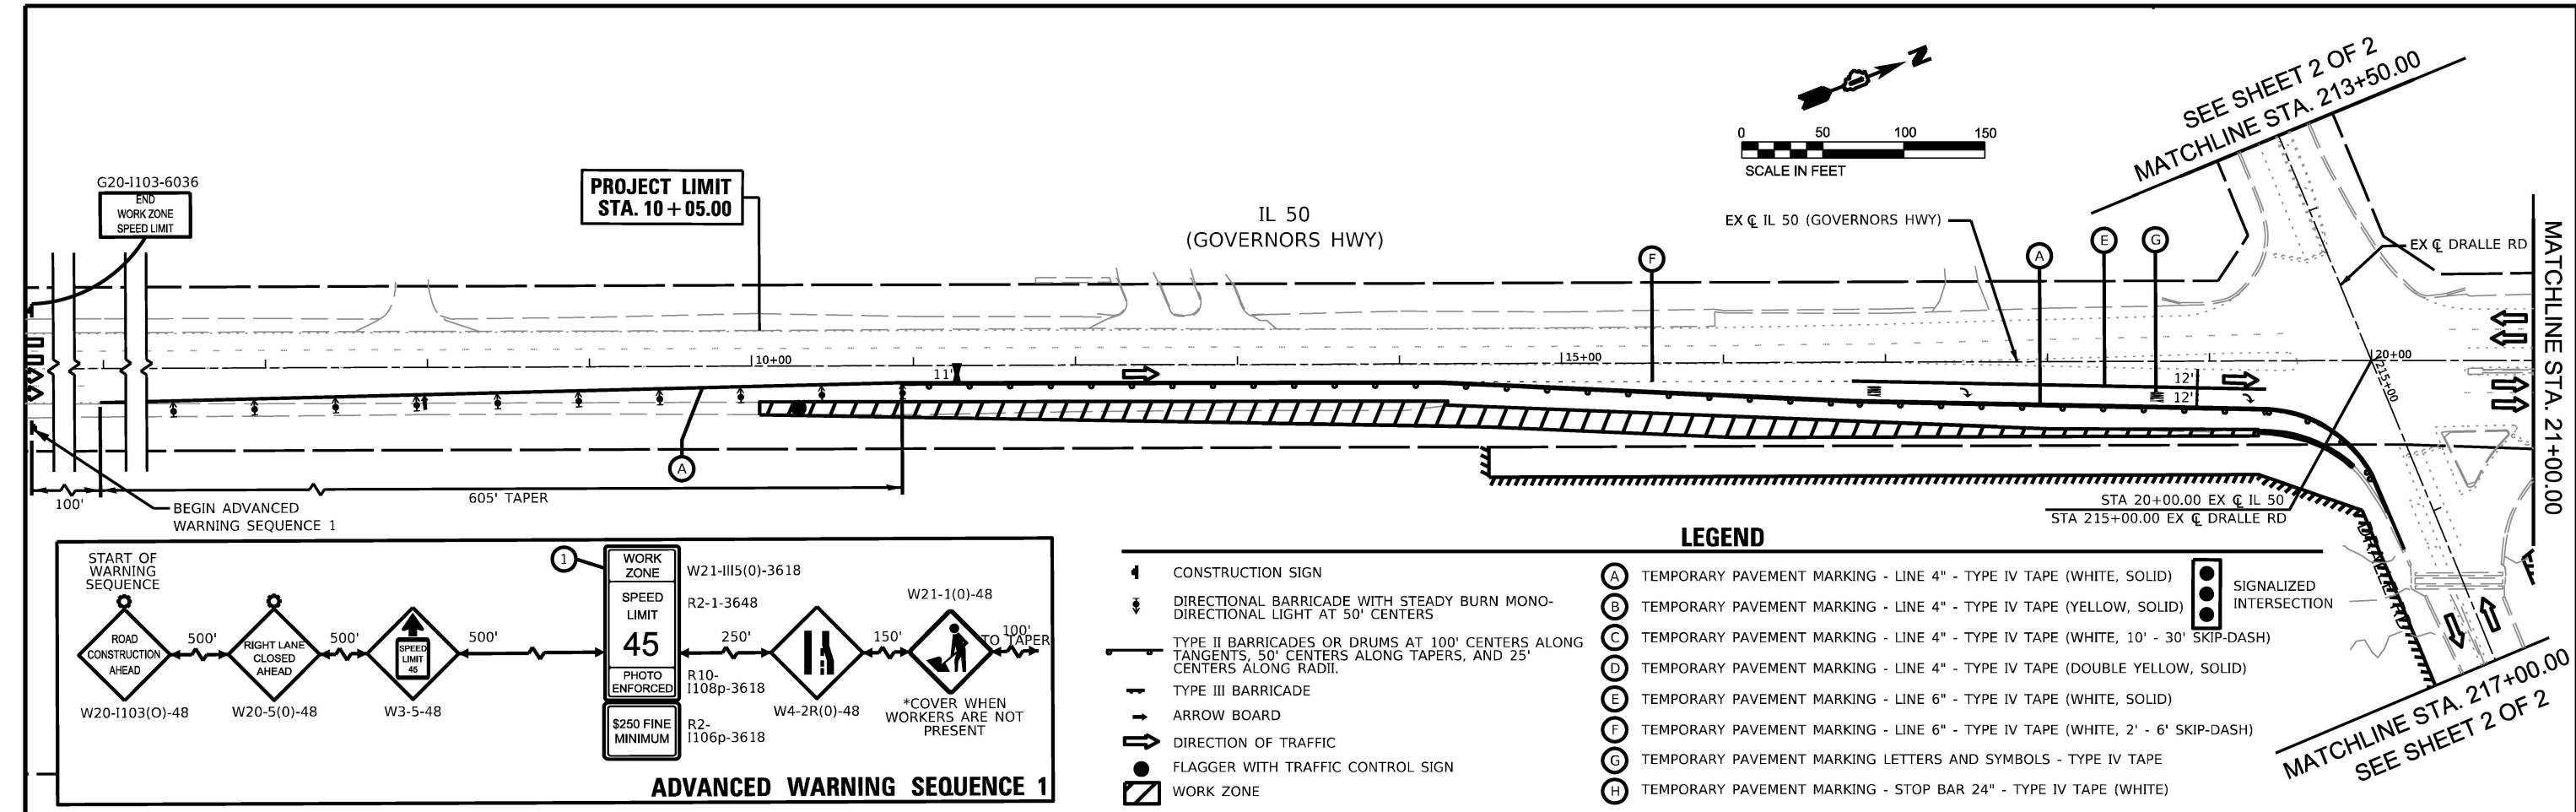 SEE SHEET 2 OF 2
MATCHLINE STA. 213+50.00
N
0 50 100 150
SCALE IN FEET
G20-I103-6036
END
WORK ZONE
SPEED LIMIT
PROJECT LIMIT
STA. 10+05.00
IL 50
(GOVERNORS HWY)
EX ℄ IL 50 (GOVERNORS HWY)
EX ℄ DRALLE RD
F
A
E
G
MATCHLINE STA. 21+00.00
10+00
15+00
20+00
215+00
11'
12'
12'
A
605' TAPER
100'
BEGIN ADVANCED
WARNING SEQUENCE 1
STA 20+00.00 EX ℄ IL 50
STA 215+00.00 EX ℄ DRALLE RD
START OF
WARNING
SEQUENCE
ROAD
CONSTRUCTION
AHEAD
W20-I103(O)-48
500'
RIGHT LANE
CLOSED
AHEAD
W20-5(0)-48
500'
SPEED
LIMIT
45
W3-5-48
500'
1
WORK
ZONE
W21-III5(0)-3618
SPEED
LIMIT
45
R2-1-3648
PHOTO
ENFORCED
R10-
I108p-3618
$250 FINE
MINIMUM
R2-
I106p-3618
250'
W4-2R(0)-48
150'
W21-1(0)-48
100'
TO TAPER
*COVER WHEN
WORKERS ARE NOT
PRESENT
ADVANCED WARNING SEQUENCE 1
LEGEND
CONSTRUCTION SIGN
DIRECTIONAL BARRICADE WITH STEADY BURN MONO-
DIRECTIONAL LIGHT AT 50' CENTERS
TYPE II BARRICADES OR DRUMS AT 100' CENTERS ALONG
TANGENTS, 50' CENTERS ALONG TAPERS, AND 25'
CENTERS ALONG RADII.
TYPE III BARRICADE
ARROW BOARD
DIRECTION OF TRAFFIC
FLAGGER WITH TRAFFIC CONTROL SIGN
WORK ZONE
A TEMPORARY PAVEMENT MARKING - LINE 4" - TYPE IV TAPE (WHITE, SOLID)
B TEMPORARY PAVEMENT MARKING - LINE 4" - TYPE IV TAPE (YELLOW, SOLID)
C TEMPORARY PAVEMENT MARKING - LINE 4" - TYPE IV TAPE (WHITE, 10' - 30' SKIP-DASH)
D TEMPORARY PAVEMENT MARKING - LINE 4" - TYPE IV TAPE (DOUBLE YELLOW, SOLID)
E TEMPORARY PAVEMENT MARKING - LINE 6" - TYPE IV TAPE (WHITE, SOLID)
F TEMPORARY PAVEMENT MARKING - LINE 6" - TYPE IV TAPE (WHITE, 2' - 6' SKIP-DASH)
G TEMPORARY PAVEMENT MARKING LETTERS AND SYMBOLS - TYPE IV TAPE
H TEMPORARY PAVEMENT MARKING - STOP BAR 24" - TYPE IV TAPE (WHITE)
SIGNALIZED
INTERSECTION
MATCHLINE STA. 217+00.00
SEE SHEET 2 OF 2